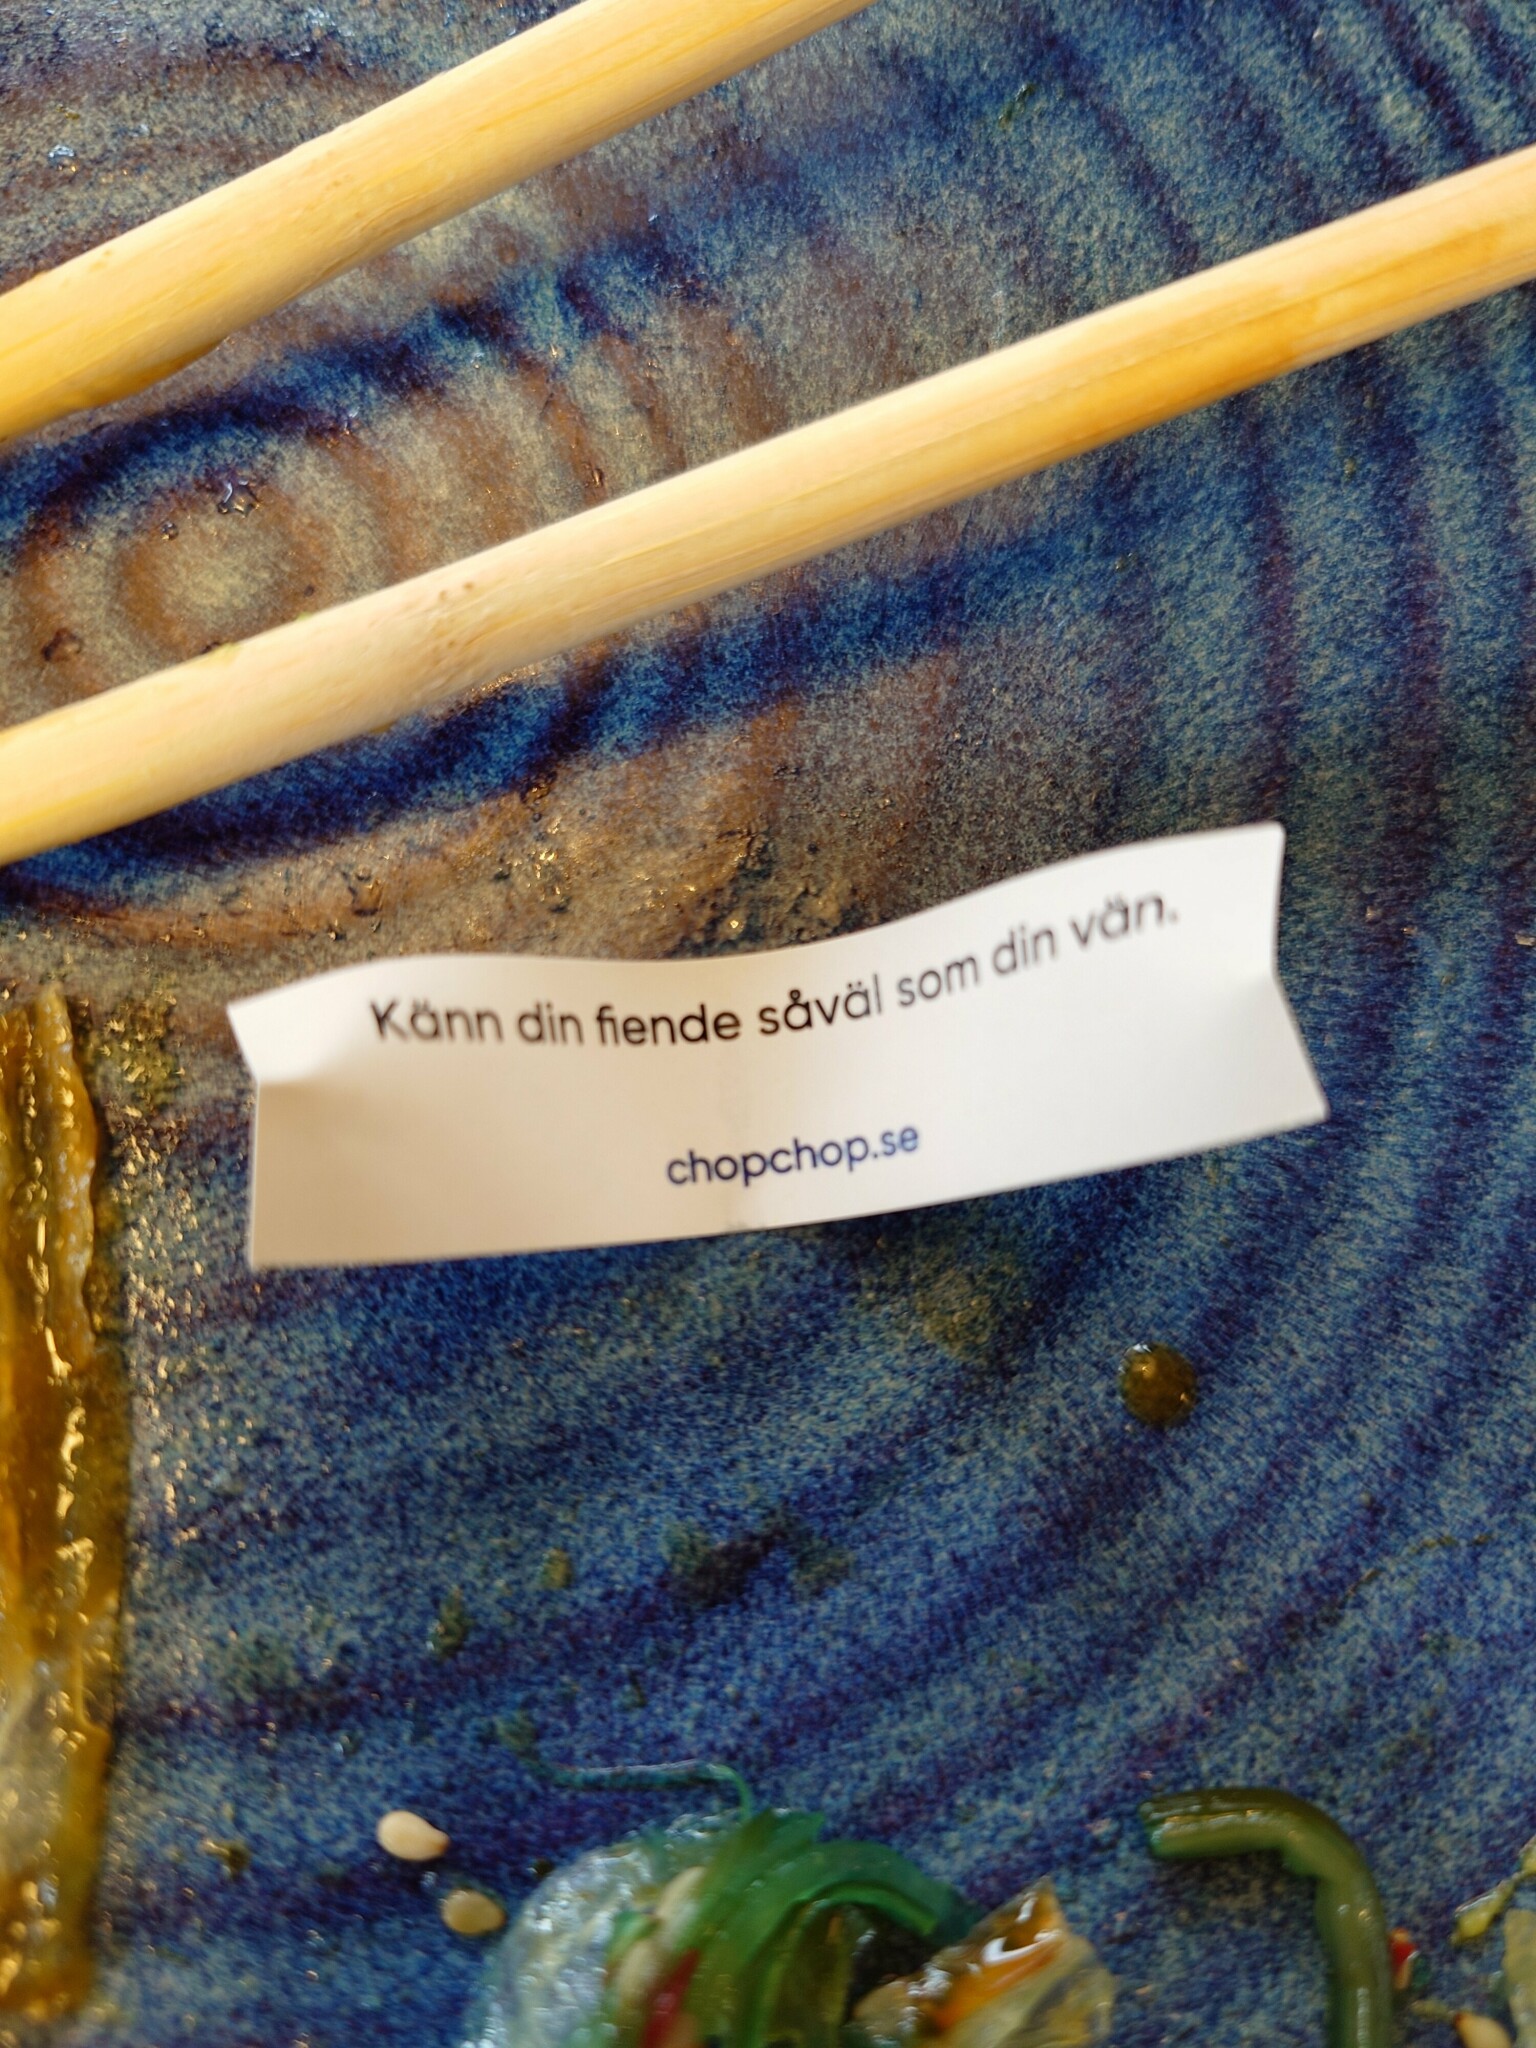 Känn din fiende såväl som din vän.
chopchop.se